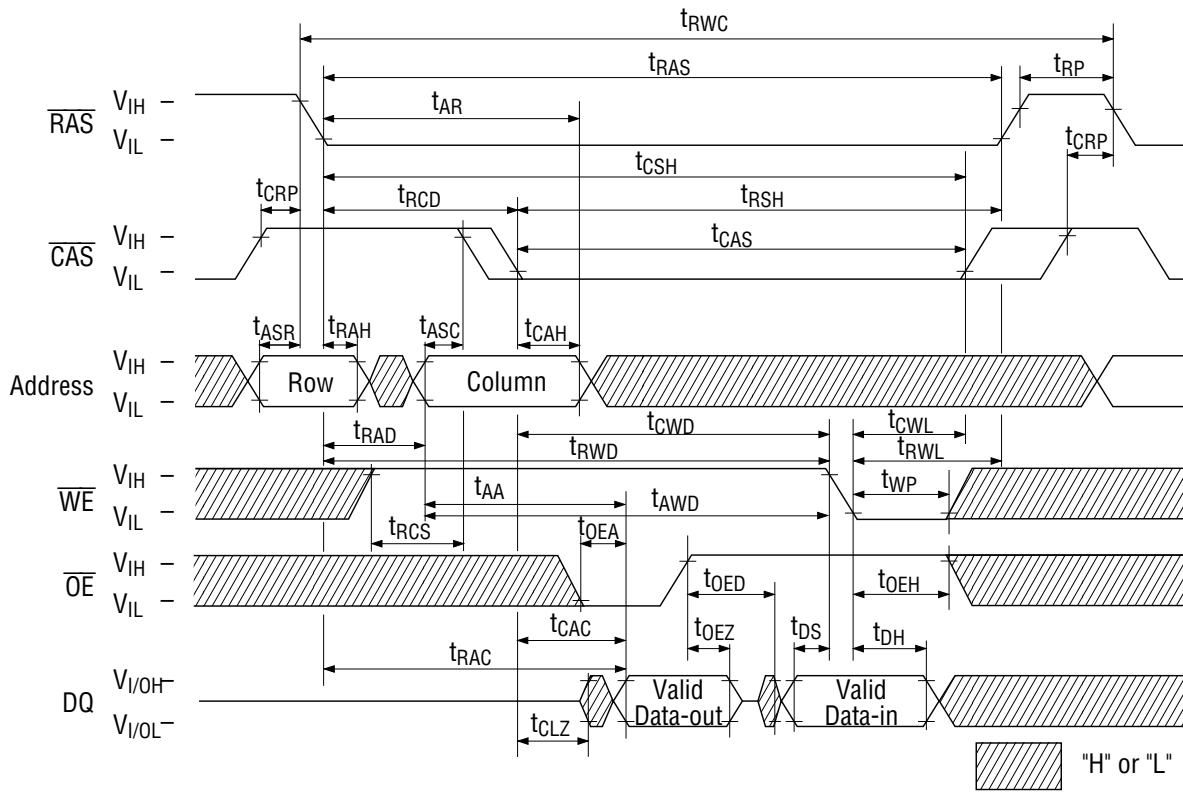 tRWC
tRAS
tRP
tAR
RAS
VIH
VIL
tCRP
tCSH
tCRP
tRCD
tRSH
CAS
VIH
VIL
tCAS
tASR
tRAH
tASC
tCAH
Address
VIH
VIL
Row
Column
tRAD
tCWD
tCWL
tRWD
tRWL
WE
VIH
VIL
tAA
tWP
tAWD
tRCS
tOEA
OE
VIH
VIL
tOED
tOEH
tCAC
tOEZ
tDS
tDH
tRAC
DQ
VI/OH
VI/OL
Valid
Data-out
Valid
Data-in
tCLZ
"H" or "L"